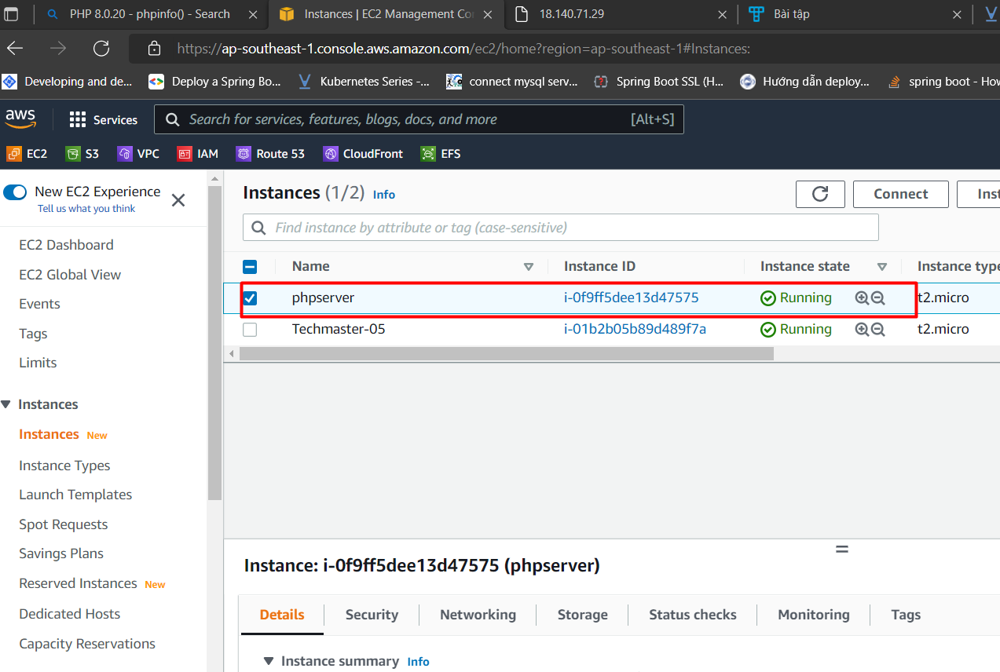 PHP 8.0.20 - phpinfo() - Search
Instances | EC2 Management Co
18.140.71.29
Bài tập
https://ap-southeast-1.console.aws.amazon.com/ec2/home?region=ap-southeast-1#Instances:
Developing and de...
Deploy a Spring Bo...
Kubernetes Series -...
connect mysql serv...
Spring Boot SSL (H...
Hướng dẫn deploy...
spring boot - How
aws
Services
Search for services, features, blogs, docs, and more
[Alt+S]
EC2
S3
VPC
IAM
Route 53
CloudFront
EFS
New EC2 Experience
Tell us what you think
EC2 Dashboard
EC2 Global View
Events
Tags
Limits
Instances
Instances New
Instance Types
Launch Templates
Spot Requests
Savings Plans
Reserved Instances New
Dedicated Hosts
Capacity Reservations
Instances (1/2) Info
Connect
Inst
Find instance by attribute or tag (case-sensitive)
Name Instance ID Instance state Instance type
phpserver i-0f9ff5dee13d47575 Running t2.micro
Techmaster-05 i-01b2b05b89d489f7a Running t2.micro
Instance: i-0f9ff5dee13d47575 (phpserver)
Details Security Networking Storage Status checks Monitoring Tags
Instance summary Info